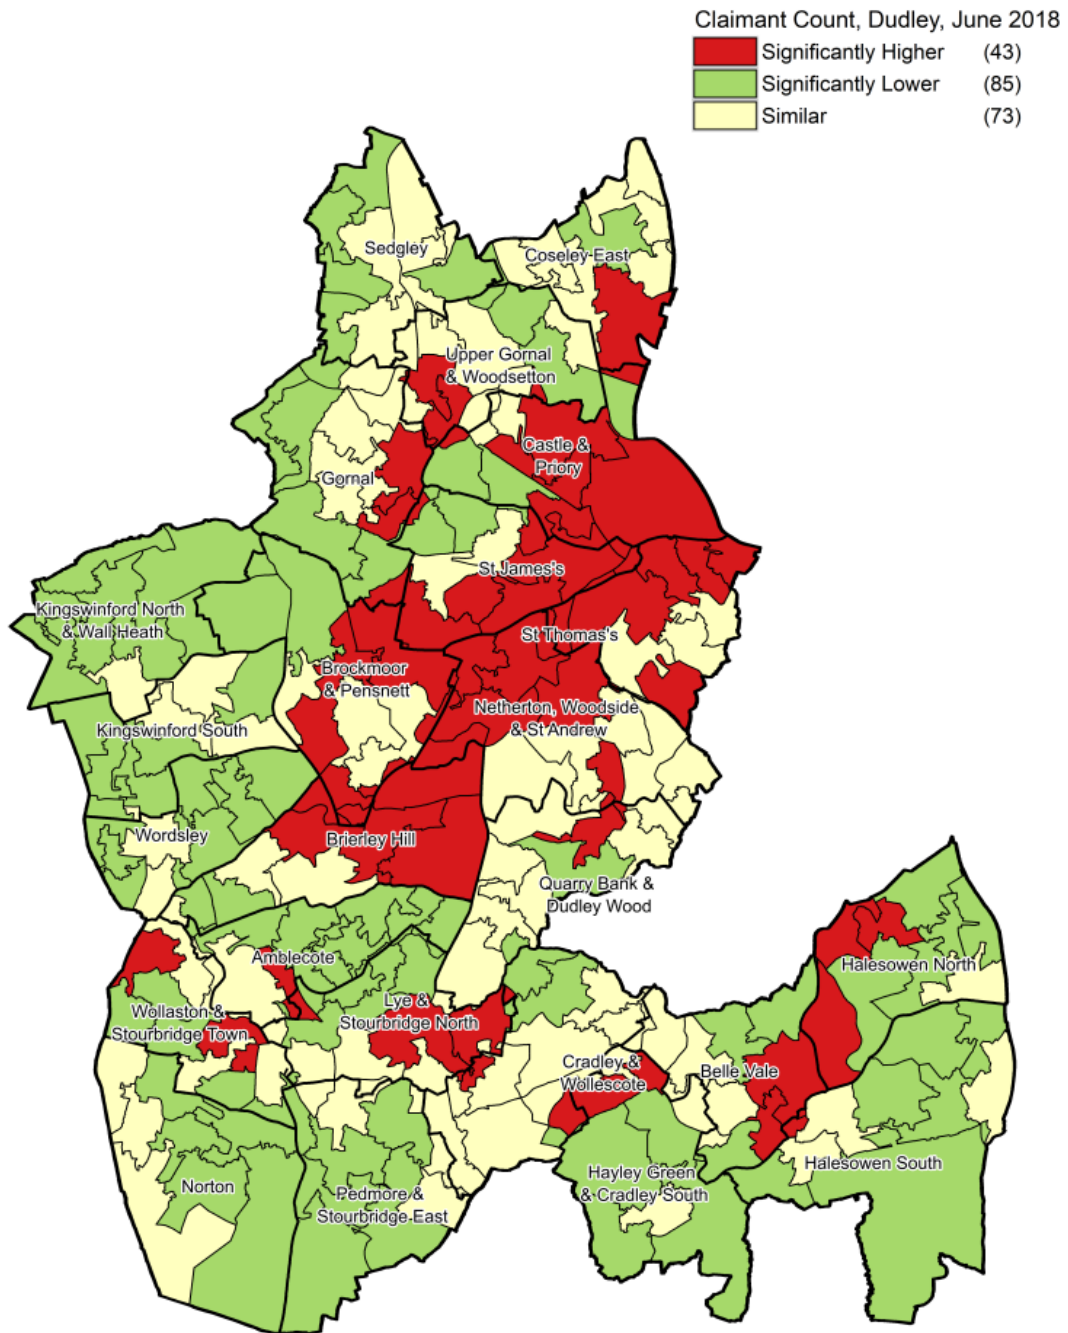 Claimant Count, Dudley, June 2018
Significantly Higher (43)
Significantly Lower (85)
Similar (73)
Sedgley
Coseley East
Upper Gornal
& Woodsetton
Castle &
Priory
Gornal
St James's
Kingswinford North
& Wall Heath
St Thomas's
Brockmoor
& Pensnett
Netherton, Woodside
& St Andrew
Kingswinford South
Wordsley
Brierley Hill
Quarry Bank &
Dudley Wood
Amblecote
Halesowen North
Wollaston &
Stourbridge Town
Lye &
Stourbridge North
Cradley &
Wollescote
Belle Vale
Halesowen South
Norton
Pedmore &
Stourbridge East
Hayley Green
& Cradley South